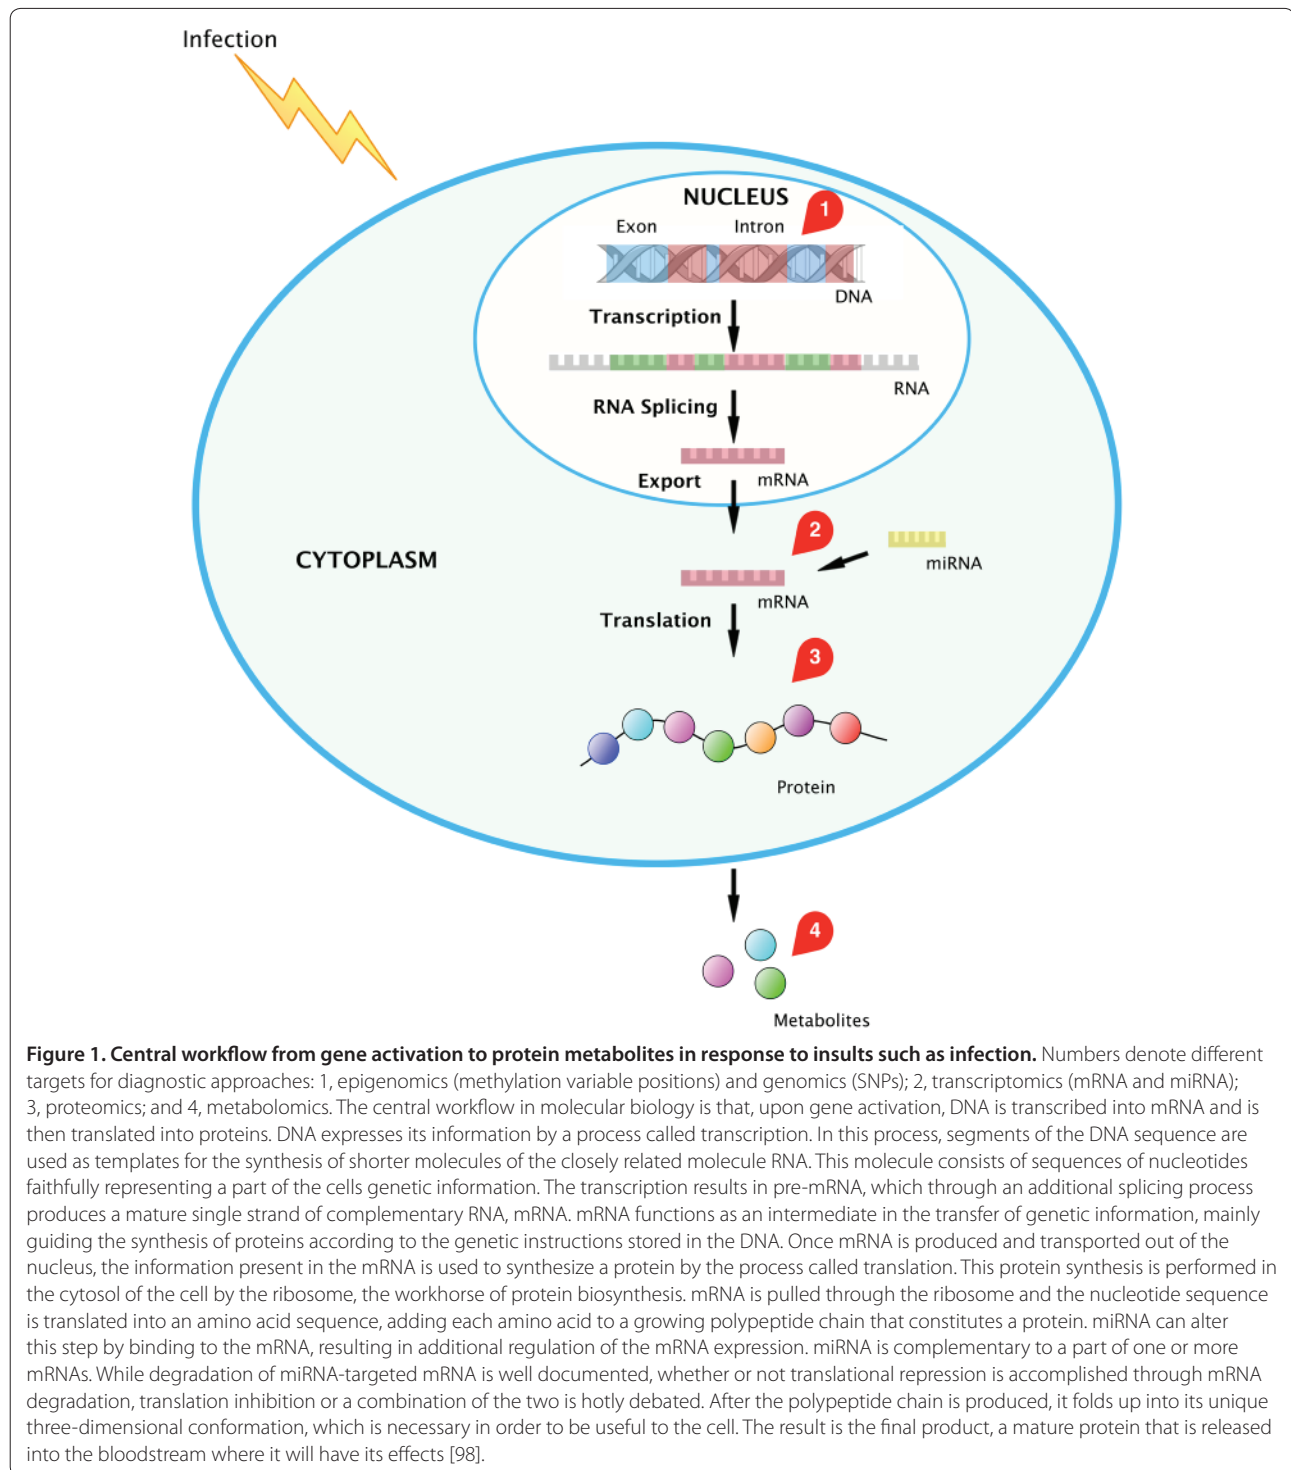 Infection
NUCLEUS
1
Exon Intron
DNA
Transcription
RNA
RNA Splicing
mRNA
Export
2
CYTOPLASM
miRNA
mRNA
Translation
3
Protein
4
Metabolites
Figure 1. Central workflow from gene activation to protein metabolites in response to insults such as infection. Numbers denote different
targets for diagnostic approaches: 1, epigenomics (methylation variable positions) and genomics (SNPs); 2, transcriptomics (mRNA and miRNA);
3, proteomics; and 4, metabolomics. The central workflow in molecular biology is that, upon gene activation, DNA is transcribed into mRNA and is
then translated into proteins. DNA expresses its information by a process called transcription. In this process, segments of the DNA sequence are
used as templates for the synthesis of shorter molecules of the closely related molecule RNA. This molecule consists of sequences of nucleotides
faithfully representing a part of the cells genetic information. The transcription results in pre-mRNA, which through an additional splicing process
produces a mature single strand of complementary RNA, mRNA. mRNA functions as an intermediate in the transfer of genetic information, mainly
guiding the synthesis of proteins according to the genetic instructions stored in the DNA. Once mRNA is produced and transported out of the
nucleus, the information present in the mRNA is used to synthesize a protein by the process called translation. This protein synthesis is performed in
the cytosol of the cell by the ribosome, the workhorse of protein biosynthesis. mRNA is pulled through the ribosome and the nucleotide sequence
is translated into an amino acid sequence, adding each amino acid to a growing polypeptide chain that constitutes a protein. miRNA can alter
this step by binding to the mRNA, resulting in additional regulation of the mRNA expression. miRNA is complementary to a part of one or more
mRNAs. While degradation of miRNA-targeted mRNA is well documented, whether or not translational repression is accomplished through mRNA
degradation, translation inhibition or a combination of the two is hotly debated. After the polypeptide chain is produced, it folds up into its unique
three-dimensional conformation, which is necessary in order to be useful to the cell. The result is the final product, a mature protein that is released
into the bloodstream where it will have its effects [98].